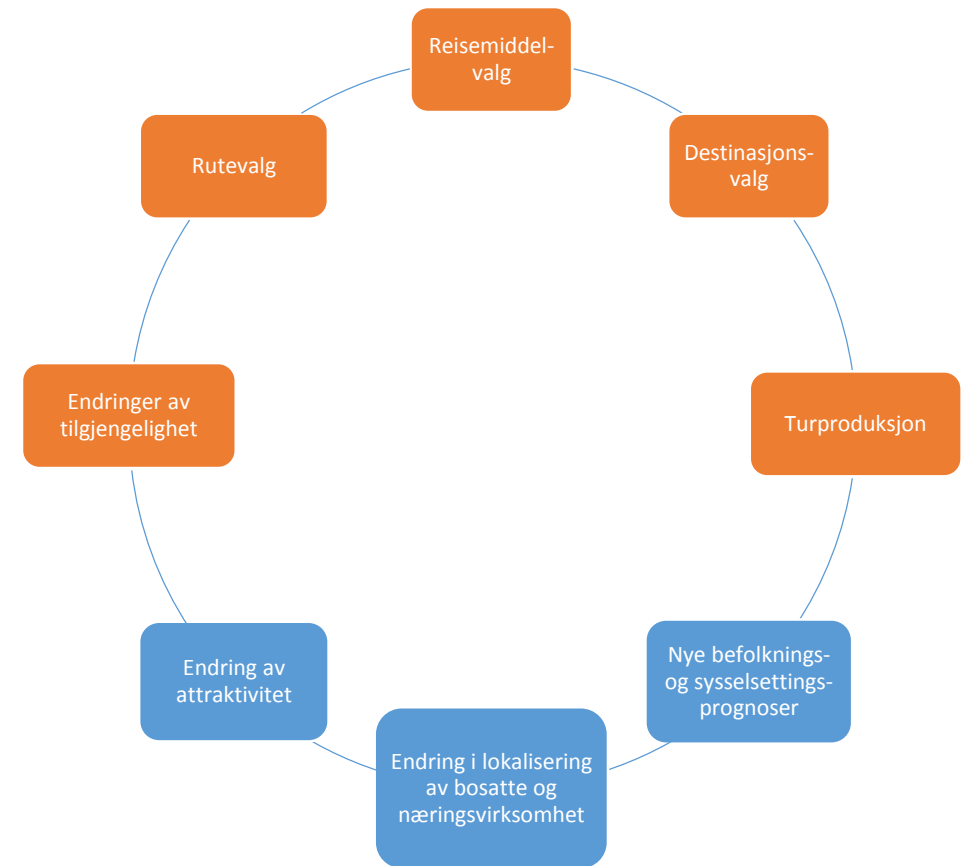 Reisemiddel-
valg
Destinasjons-
valg
Rutevalg
Endringer av
tilgjengelighet
Turproduksjon
Endring av
attraktivitet
Nye befolknings-
og sysselsettings-
prognoser
Endring i lokalisering
av bosatte og
næringsvirksomhet